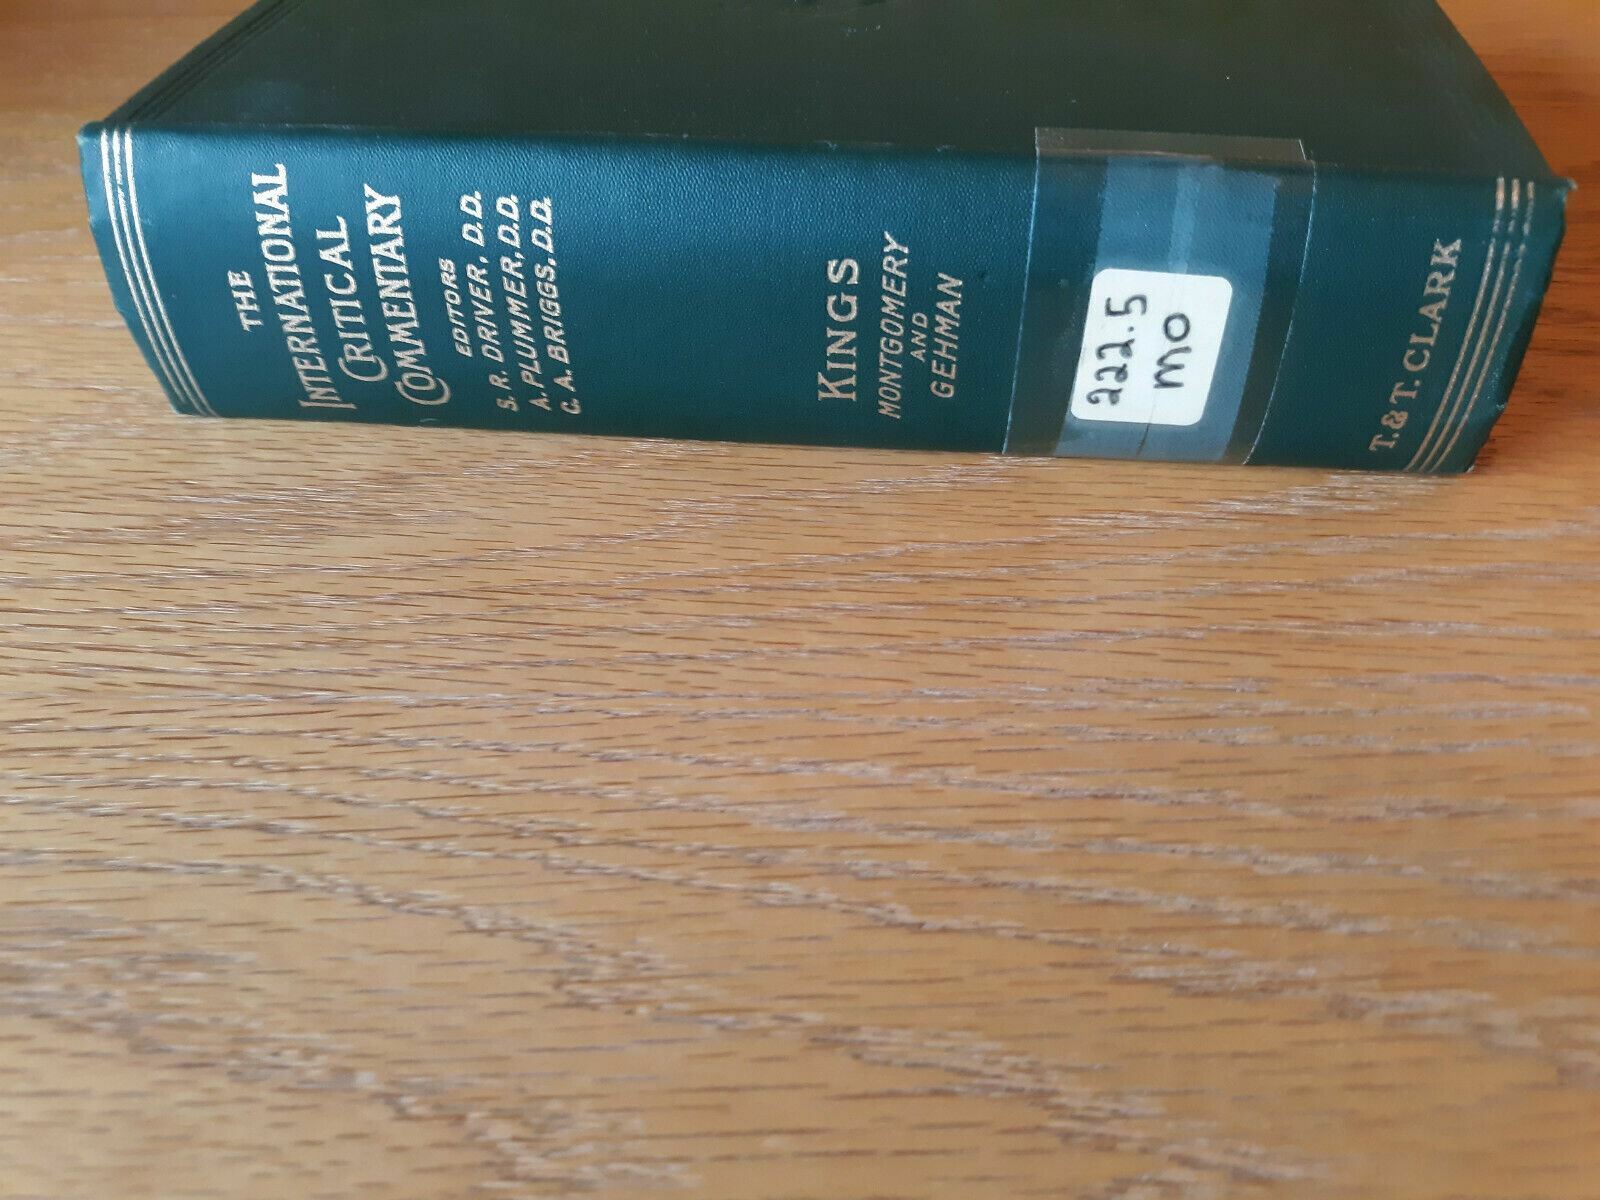 THE
INTERNATIONAL
CRITICAL
COMMENTARY
EDITORS
S. R. DRIVER, D.D.
A. PLUMMER, D.D.
C. A. BRIGGS, D.D.
KINGS
MONTGOMERY
AND
GEHMAN
222.5
mo
T. & T. CLARK